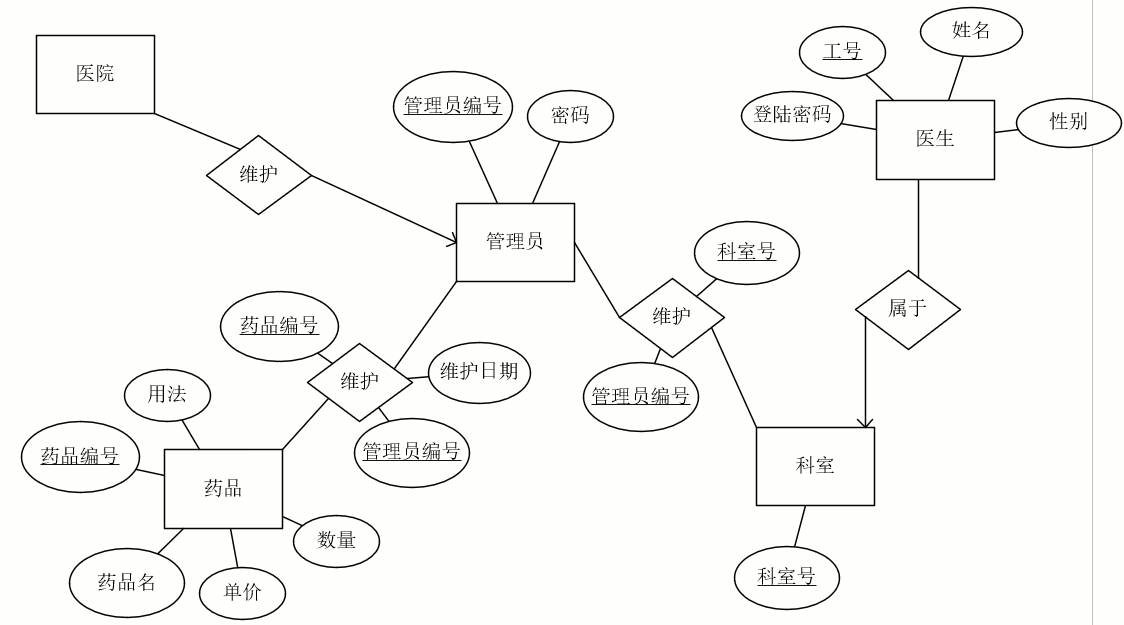 姓名
工号
医院
管理员编号
密码
登陆密码
性别
医生
维护
管理员
科室号
属于
维护
药品编号
维护
维护日期
用法
管理员编号
药品编号
管理员编号
科室
药品
数量
药品名
单价
科室号